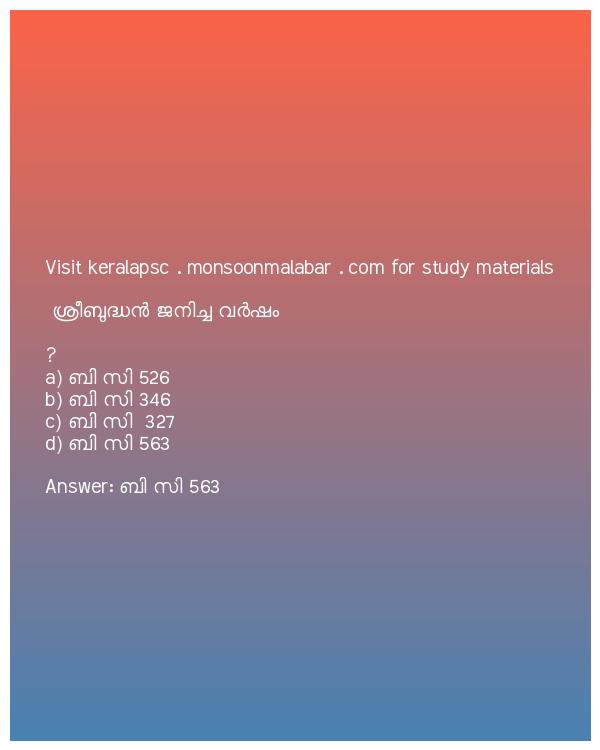 Visit keralapsc . monsoonmalabar . com for study materials
ശ്രീബുദ്ധൻ ജനിച്ച വർഷം
?
a) ബി സി 526
b) ബി സി 346
c) ബി സി  327
d) ബി സി 563
Answer: ബി സി 563